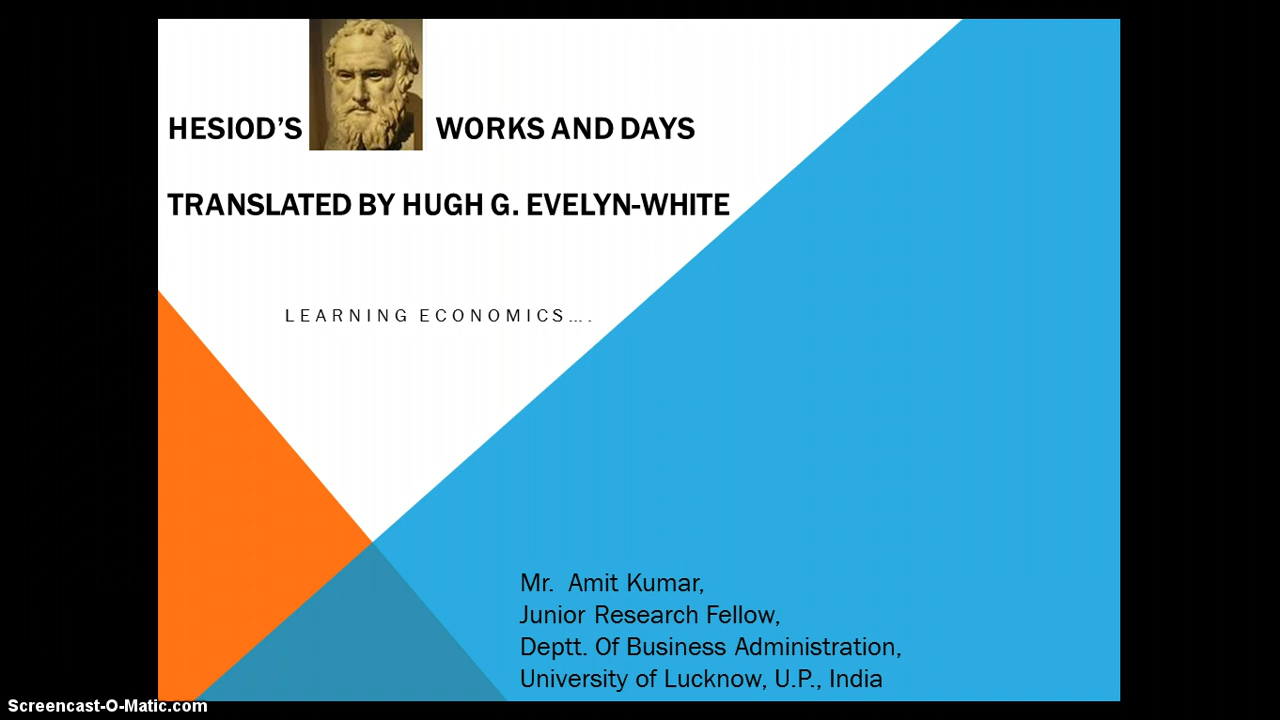 HESIOD’S WORKS AND DAYS
TRANSLATED BY HUGH G. EVELYN-WHITE
LEARNING ECONOMICS….
Mr. Amit Kumar,
Junior Research Fellow,
Deptt. Of Business Administration,
University of Lucknow, U.P., India
Screencast-O-Matic.com